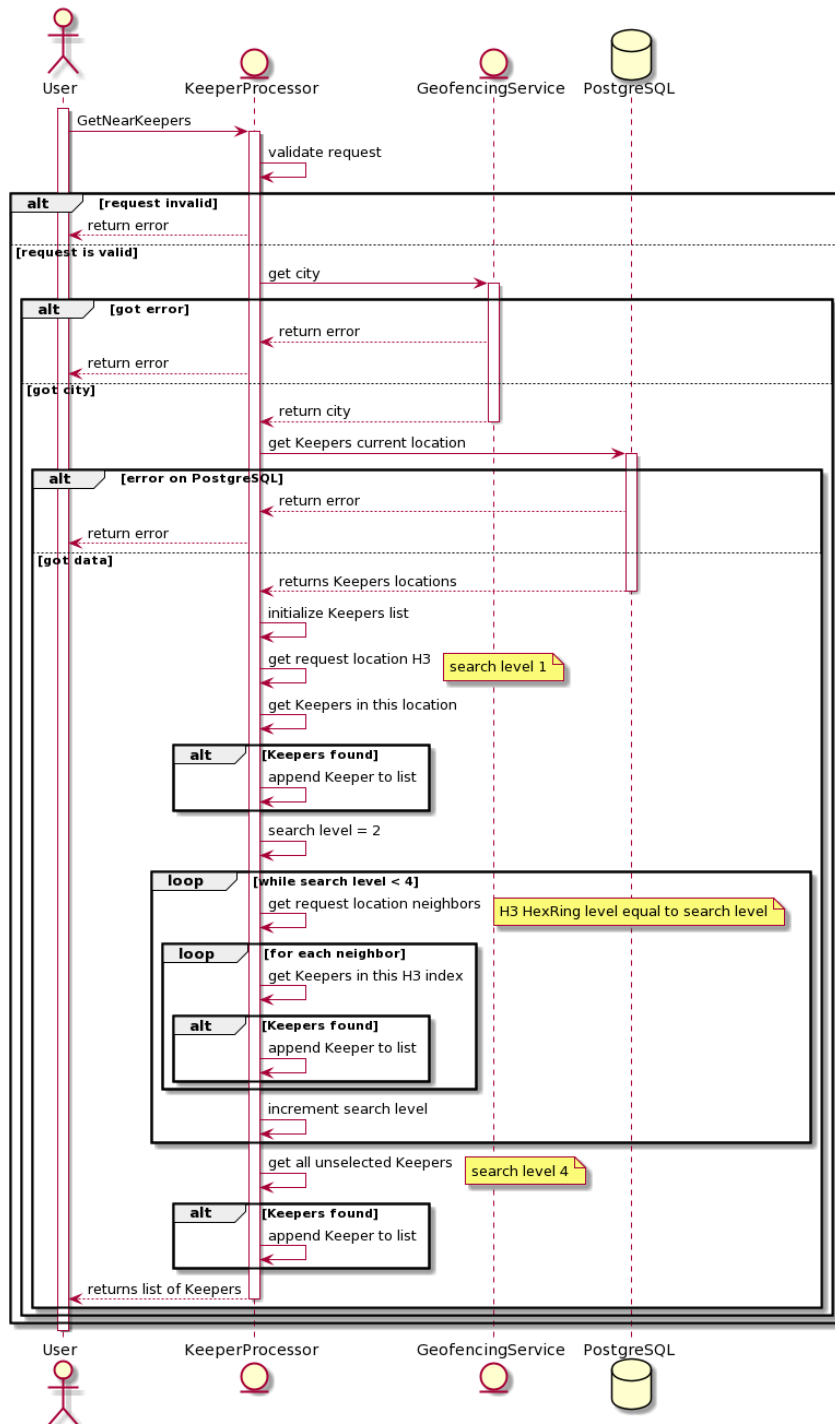 User
KeeperProcessor
GeofencingService
PostgreSQL
GetNearKeepers
validate request
alt
[request invalid]
return error
[request is valid]
get city
alt
[got error]
return error
return error
[got city]
return city
get Keepers current location
alt
[error on PostgreSQL]
return error
return error
[got data]
returns Keepers locations
initialize Keepers list
get request location H3
search level 1
get Keepers in this location
alt
[Keepers found]
append Keeper to list
search level = 2
loop
[while search level < 4]
get request location neighbors
H3 HexRing level equal to search level
loop
[for each neighbor]
get Keepers in this H3 index
alt
[Keepers found]
append Keeper to list
increment search level
get all unselected Keepers
search level 4
alt
[Keepers found]
append Keeper to list
returns list of Keepers
User
KeeperProcessor
GeofencingService
PostgreSQL